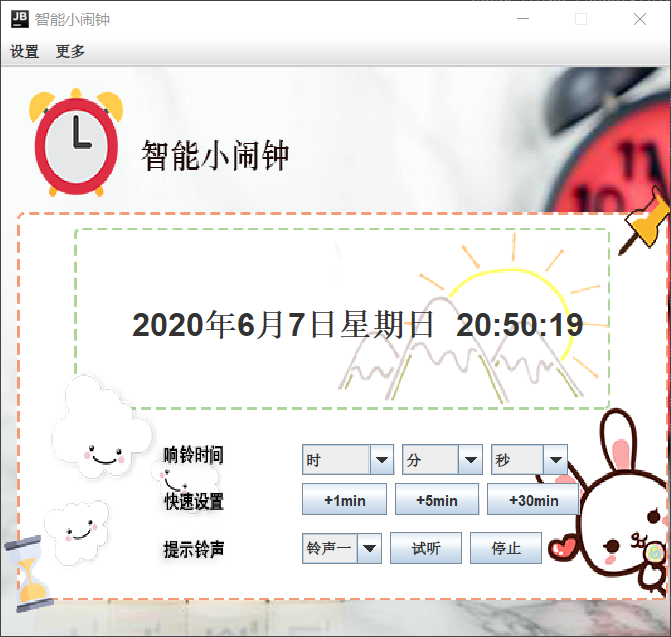 JB 智能小闹钟
设置 更多
智能小闹钟
11
10
2020年6月7日星期日 20:50:19
响铃时间 时 分 秒
快速设置 +1min +5min +30min
提示铃声 铃声一 试听 停止